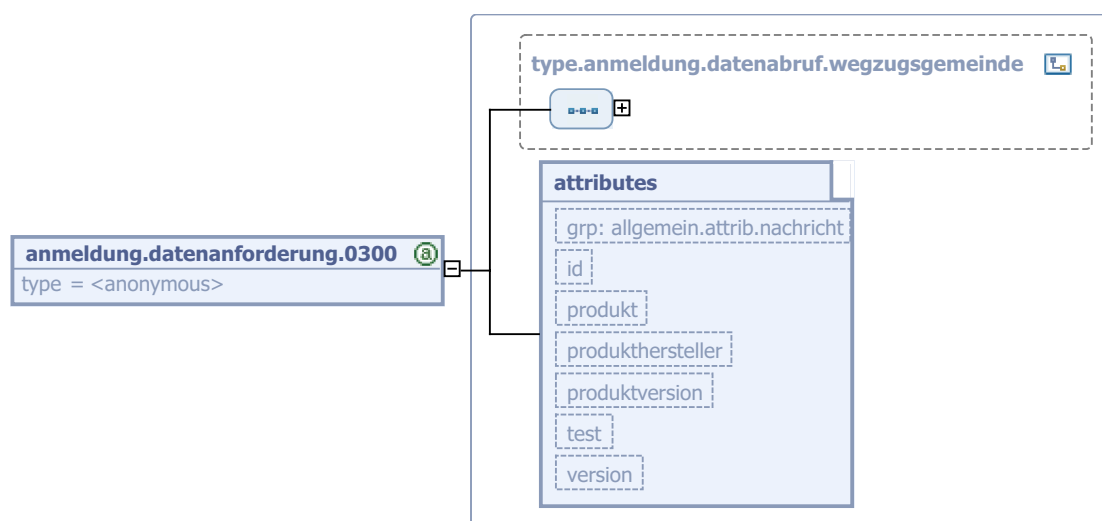 type.anmeldung.datenabruf.wegzugsgemeinde
attributes
grp: allgemein.attrib.nachricht
anmeldung.datenanforderung.0300
type = <anonymous>
id
produkt
produkthersteller
produktversion
test
version